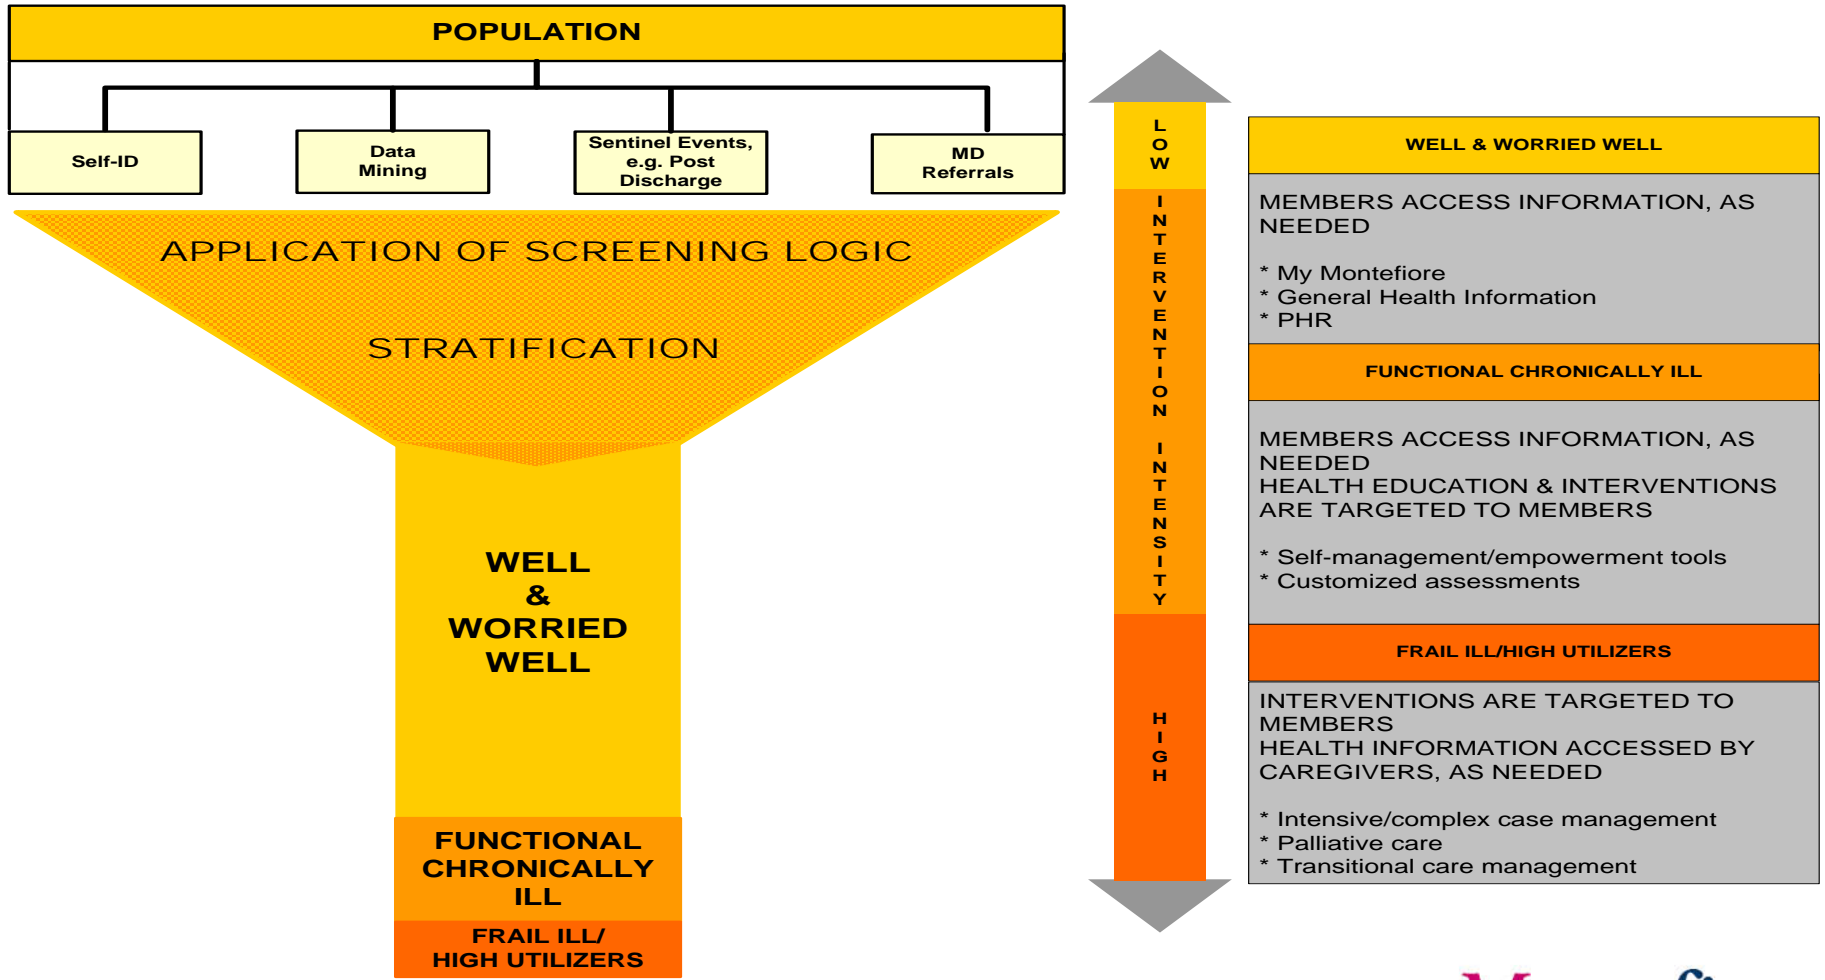 POPULATION
Self-ID
Data
Mining
Sentinel Events,
e.g. Post
Discharge
MD
Referrals
APPLICATION OF SCREENING LOGIC
STRATIFICATION
WELL
&
WORRIED
WELL
FUNCTIONAL
CHRONICALLY
ILL
FRAIL ILL/
HIGH UTILIZERS
LOW
INTERVENTION INTENSITY
HIGH
WELL & WORRIED WELL
MEMBERS ACCESS INFORMATION, AS
NEEDED
* My Montefiore
* General Health Information
* PHR
FUNCTIONAL CHRONICALLY ILL
MEMBERS ACCESS INFORMATION, AS
NEEDED
HEALTH EDUCATION & INTERVENTIONS
ARE TARGETED TO MEMBERS
* Self-management/empowerment tools
* Customized assessments
FRAIL ILL/HIGH UTILIZERS
INTERVENTIONS ARE TARGETED TO
MEMBERS
HEALTH INFORMATION ACCESSED BY
CAREGIVERS, AS NEEDED
* Intensive/complex case management
* Palliative care
* Transitional care management